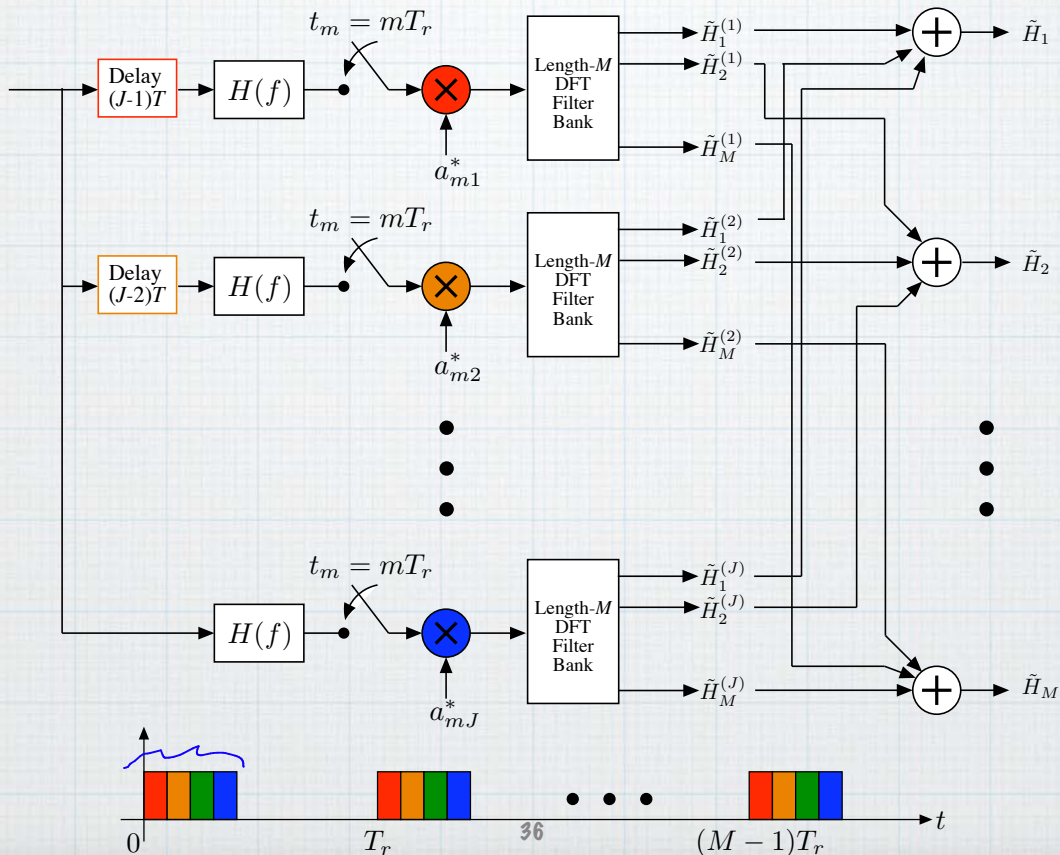 t_m = mT_r
Delay (J-1)T
H(f)
a*_{m1}
Length-M DFT Filter Bank
H̃_1^{(1)}
H̃_2^{(1)}
H̃_M^{(1)}
H̃_1
t_m = mT_r
Delay (J-2)T
H(f)
a*_{m2}
Length-M DFT Filter Bank
H̃_1^{(2)}
H̃_2^{(2)}
H̃_M^{(2)}
H̃_2
t_m = mT_r
H(f)
a*_{mJ}
Length-M DFT Filter Bank
H̃_1^{(J)}
H̃_2^{(J)}
H̃_M^{(J)}
H̃_M
0
T_r
36
(M − 1)T_r
t